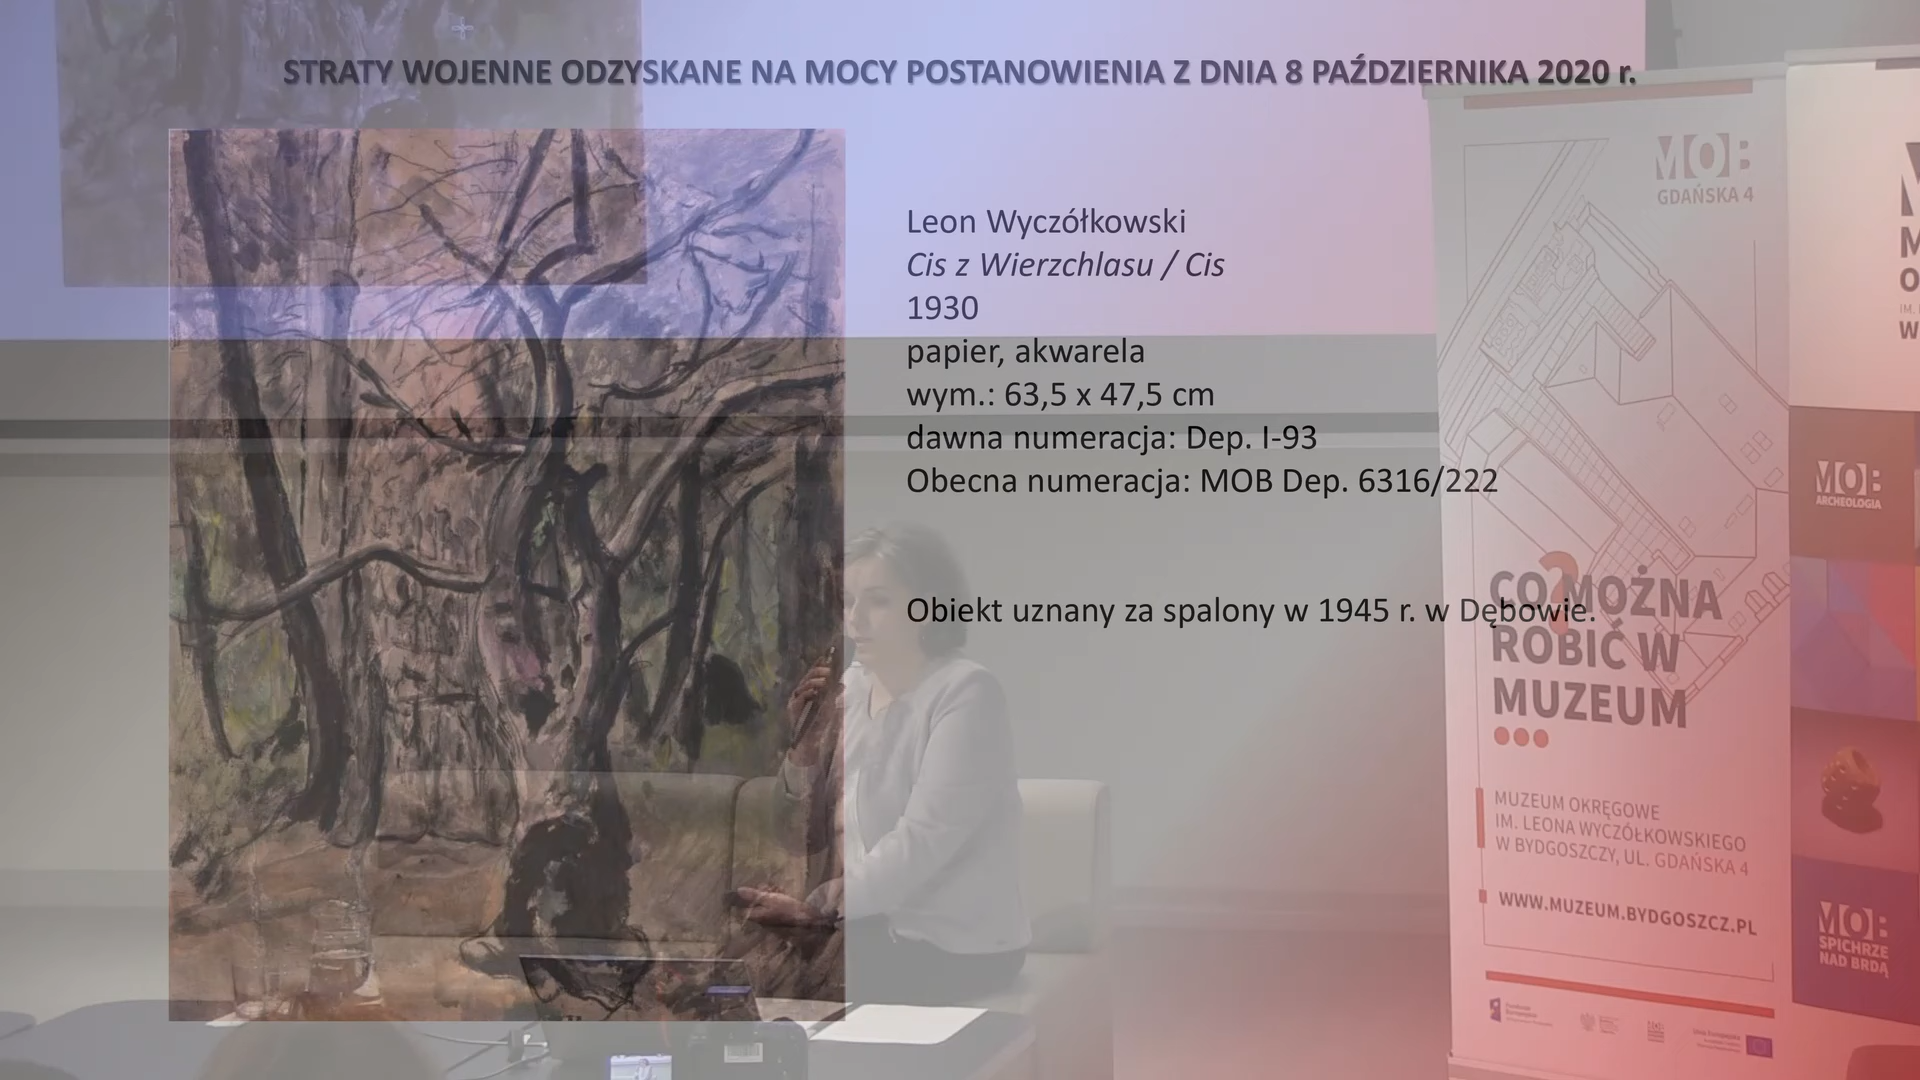 STRATY WOJENNE ODZYSKANE NA MOCY POSTANOWIENIA Z DNIA 8 PAŹDZIERNIKA 2020 r.
Leon Wyczółkowski
Cis z Wierzchlasu / Cis
1930
papier, akwarela
wym.: 63,5 x 47,5 cm
dawna numeracja: Dep. I-93
Obecna numeracja: MOB Dep. 6316/222
Obiekt uznany za spalony w 1945 r. w Dębowie.
MOB
GDAŃSKA 4
CO MOŻNA
ROBIĆ W
MUZEUM
?
MUZEUM OKRĘGOWE
IM. LEONA WYCZÓŁKOWSKIEGO
W BYDGOSZCZY, UL. GDAŃSKA 4
WWW.MUZEUM.BYDGOSZCZ.PL
MOB
ARCHEOLOGIA
MOB
SPICHRZE
NAD BRDĄ